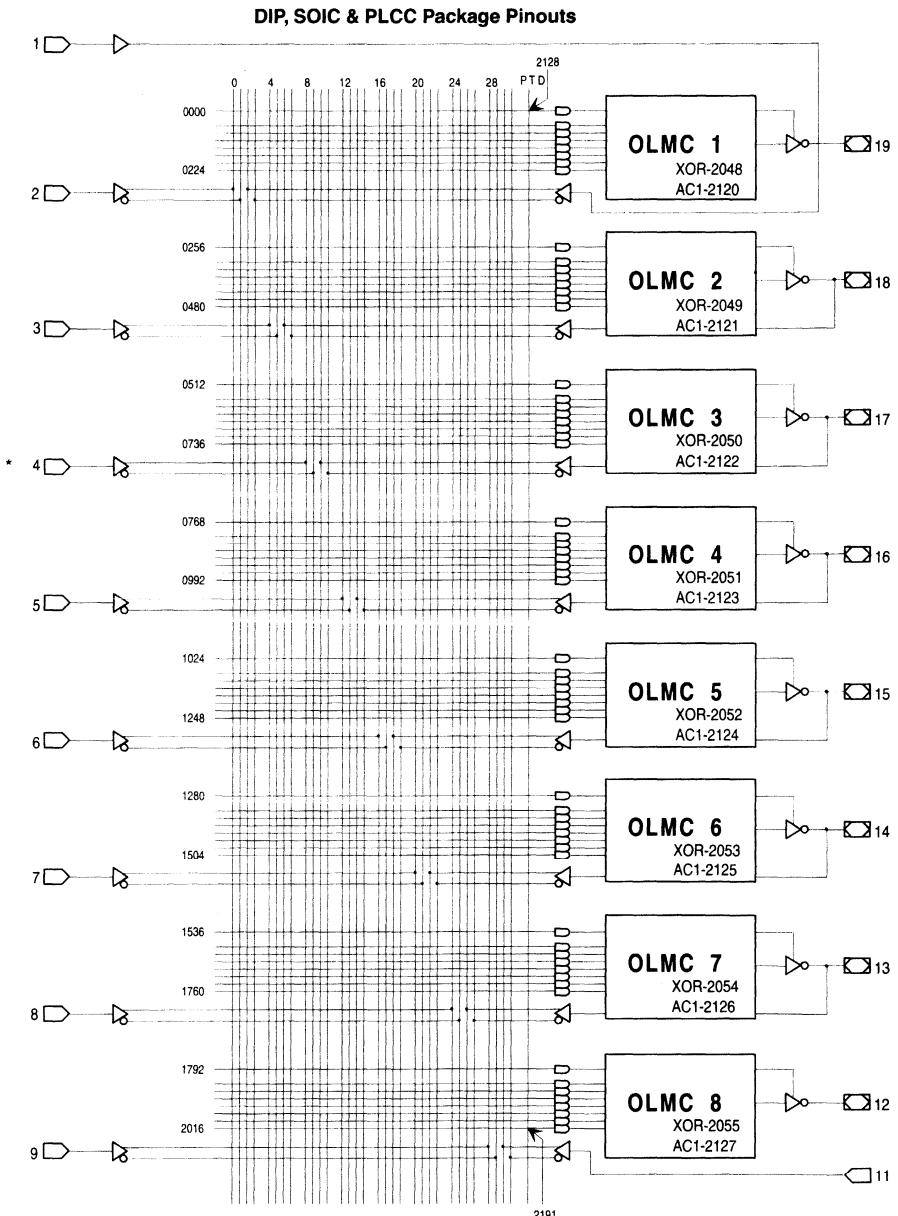 DIP, SOIC & PLCC Package Pinouts
1
2128
0 4 8 12 16 20 24 28 PTD
0000
OLMC 1
XOR-2048
AC1-2120
19
0224
2
0256
OLMC 2
XOR-2049
AC1-2121
18
0480
3
0512
OLMC 3
XOR-2050
AC1-2122
17
0736
* 4
0768
OLMC 4
XOR-2051
AC1-2123
16
0992
5
1024
OLMC 5
XOR-2052
AC1-2124
15
1248
6
1280
OLMC 6
XOR-2053
AC1-2125
14
1504
7
1536
OLMC 7
XOR-2054
AC1-2126
13
1760
8
1792
OLMC 8
XOR-2055
AC1-2127
12
2016
9
11
2191